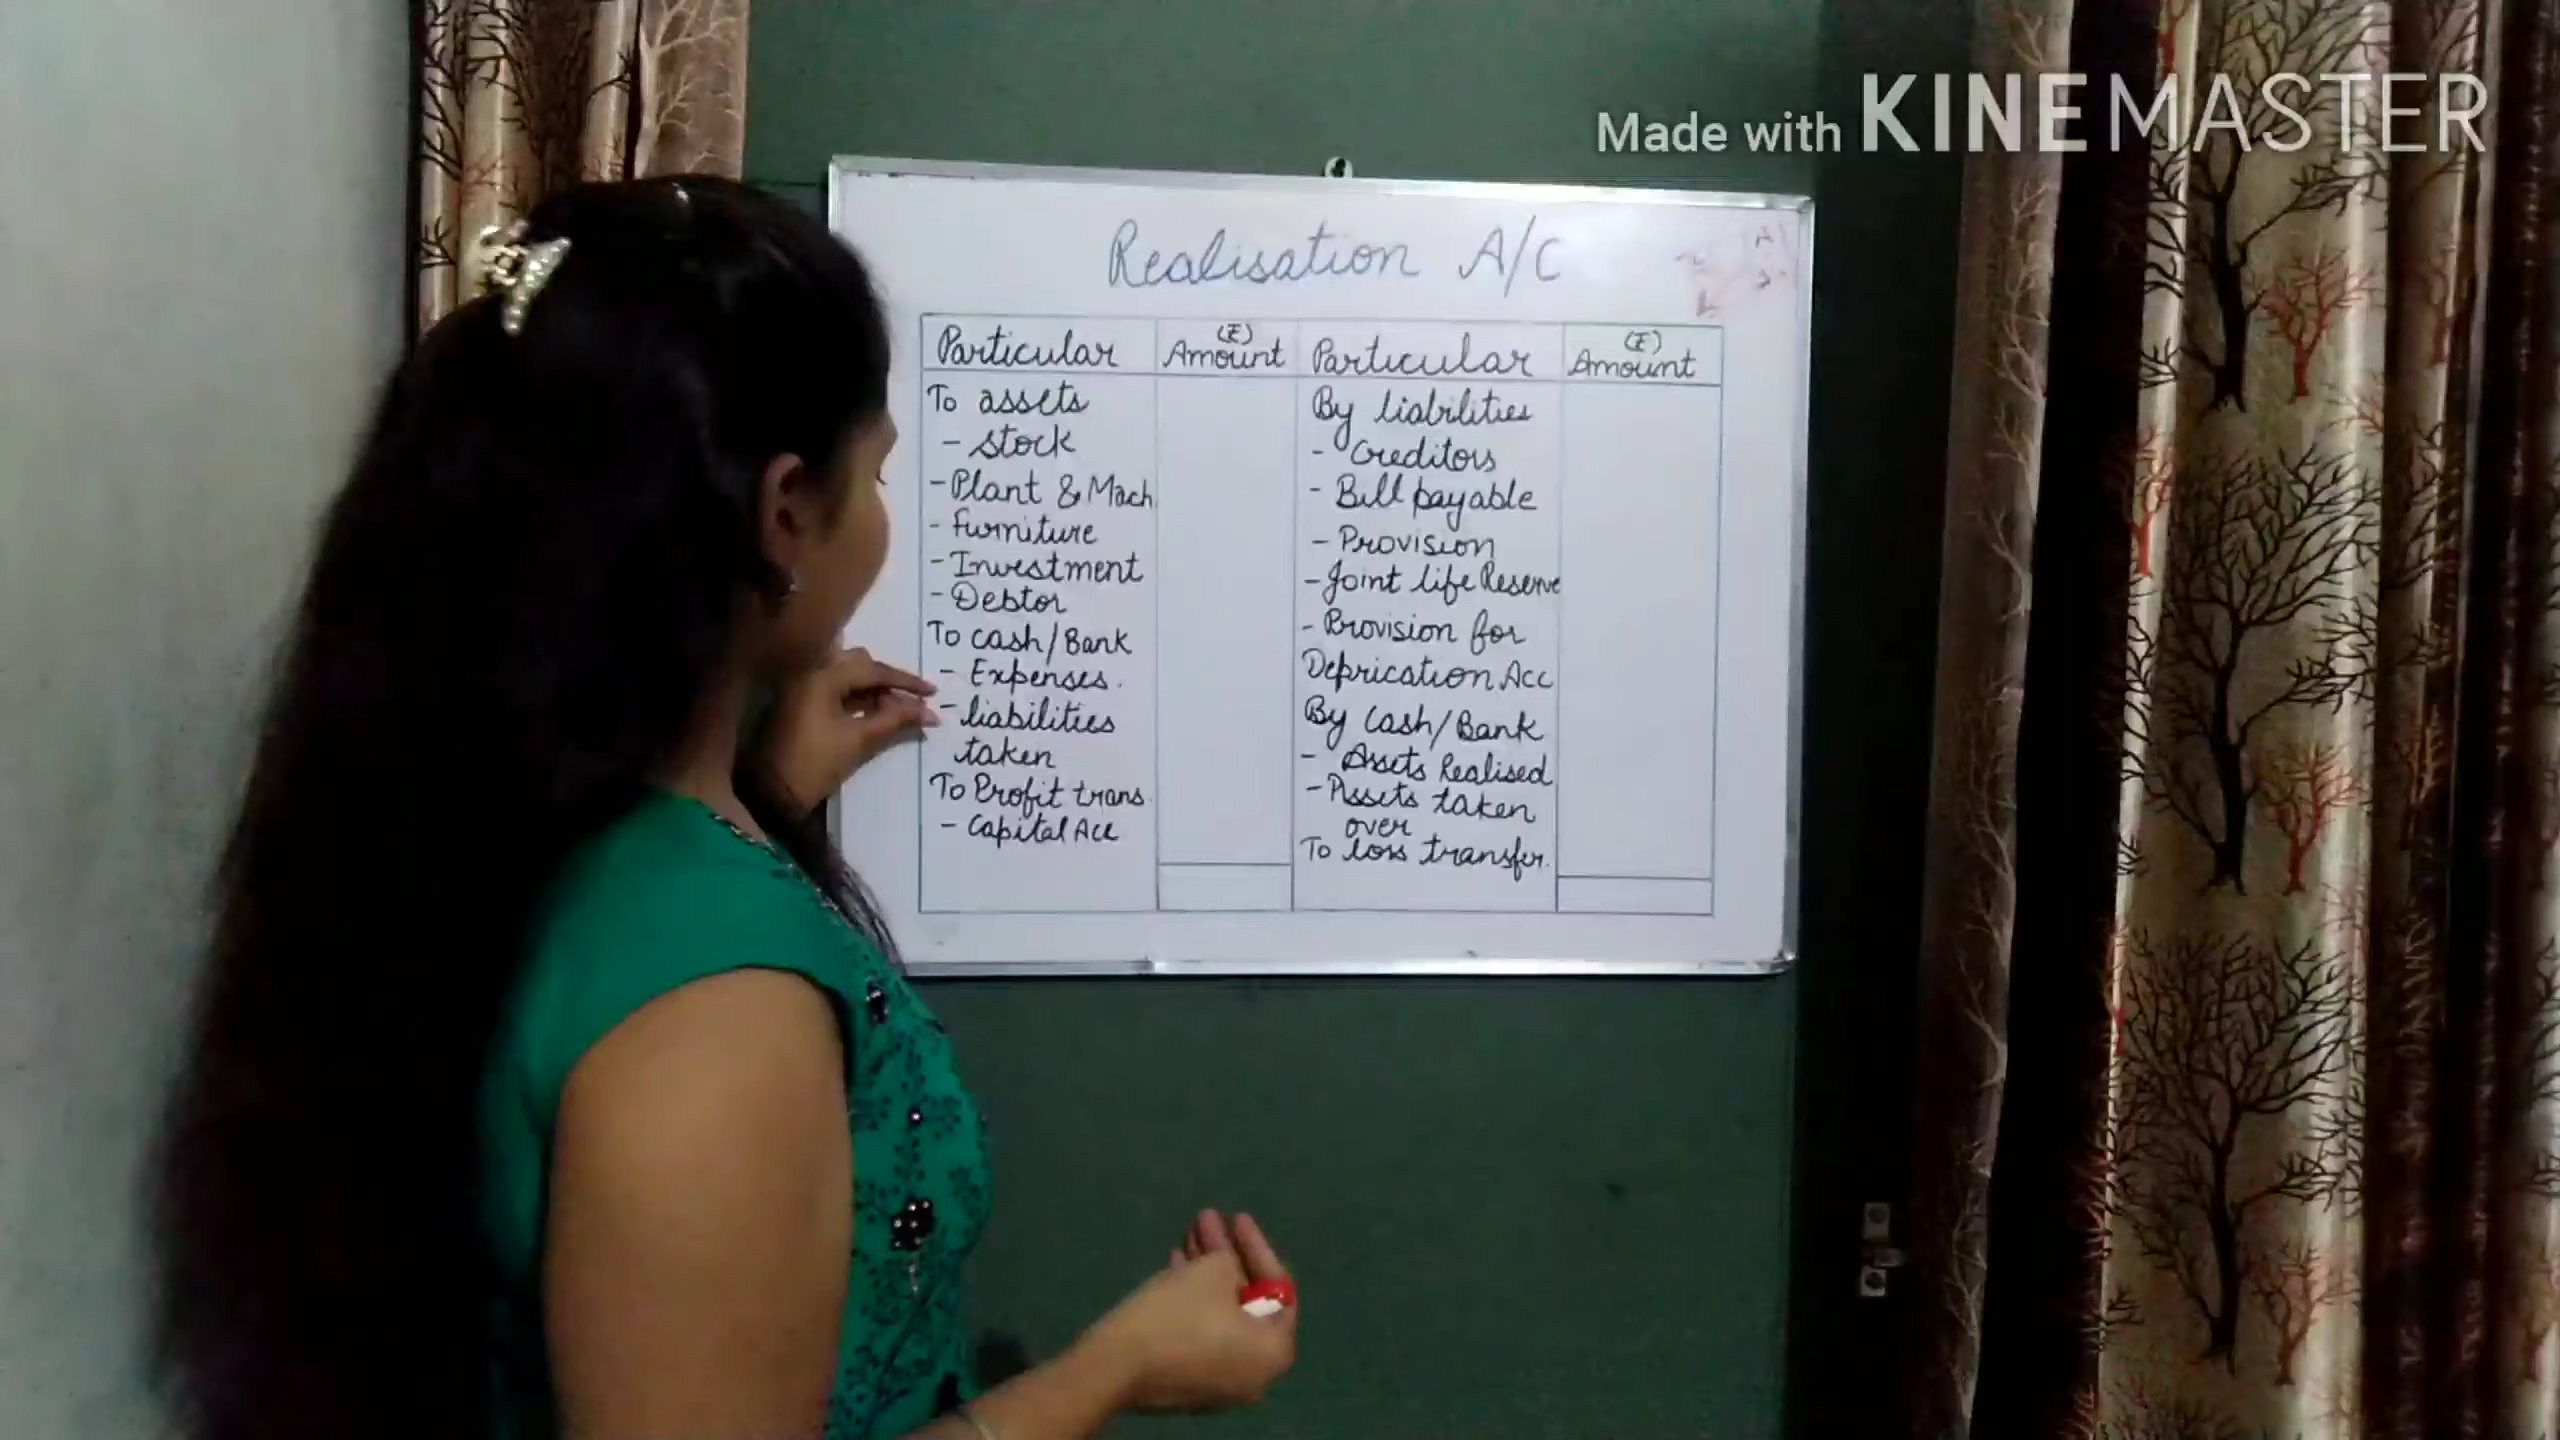 Made with KINEMASTER
Realisation A/C
Particular
(₹)
Amount
Particular
(₹)
Amount
To assets
- stock
- Plant & Mach
- furniture
- Investment
- Debtor
To cash/Bank
- Expenses.
- liabilities
taken
To Profit trans.
- Capital Acc
By liabilities
- Creditors
- Bill payable
- Provision
- Joint life Reserve
- Provision for
Deprication Acc
By Cash/Bank
- Assets Realised
- Assets taken
over
To loss transfer.